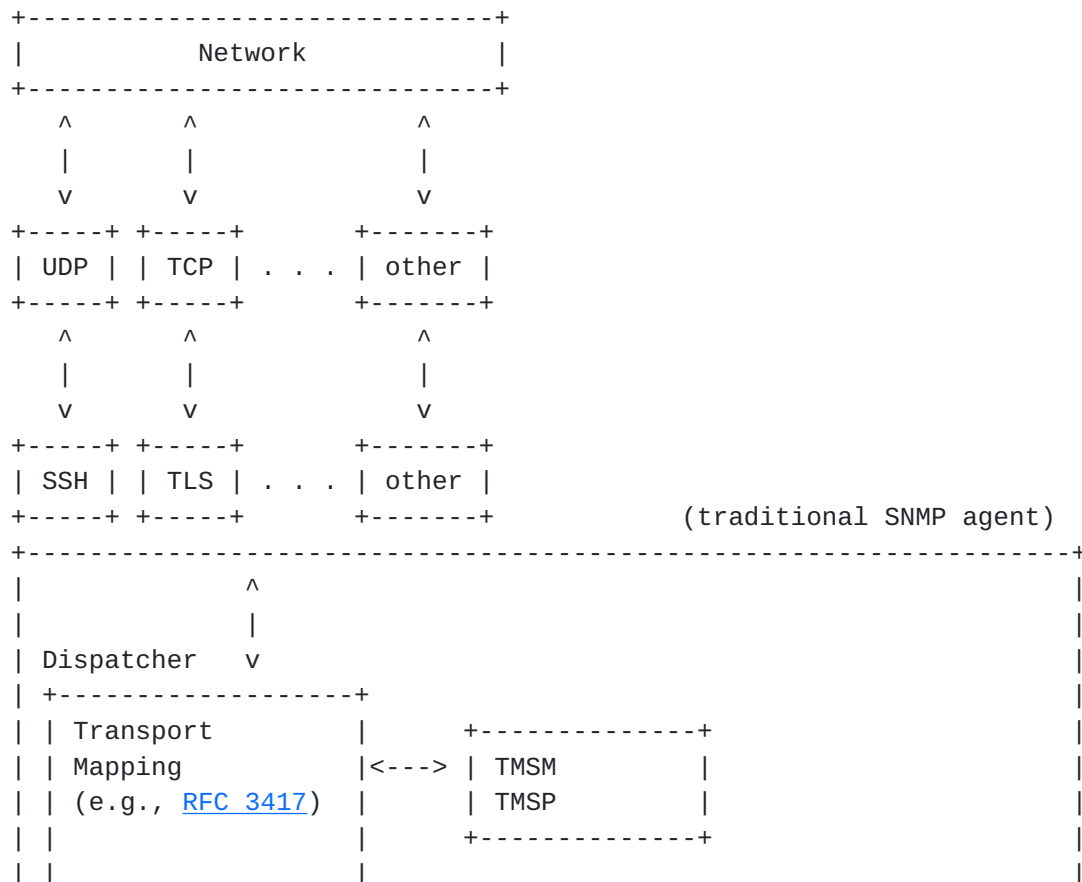 +------------------------------+
|           Network            |
+------------------------------+
   ^       ^              ^
   |       |              |
   v       v              v
+-----+ +-----+       +-------+
| UDP | | TCP | . . . | other |
+-----+ +-----+       +-------+
   ^       ^              ^
   |       |              |
   v       v              v
+-----+ +-----+       +-------+
| SSH | | TLS | . . . | other |
+-----+ +-----+       +-------+            (traditional SNMP agent)
+-------------------------------------------------------------------+
|              ^                                                    |
|              |                                                    |
| Dispatcher   v                                                    |
| +-------------------+                                             |
| | Transport         |      +--------------+                       |
| | Mapping           |<---> | TMSM         |                       |
| | (e.g., RFC 3417)  |      | TMSP         |                       |
| |                   |      +--------------+                       |
| |                   |                                             |